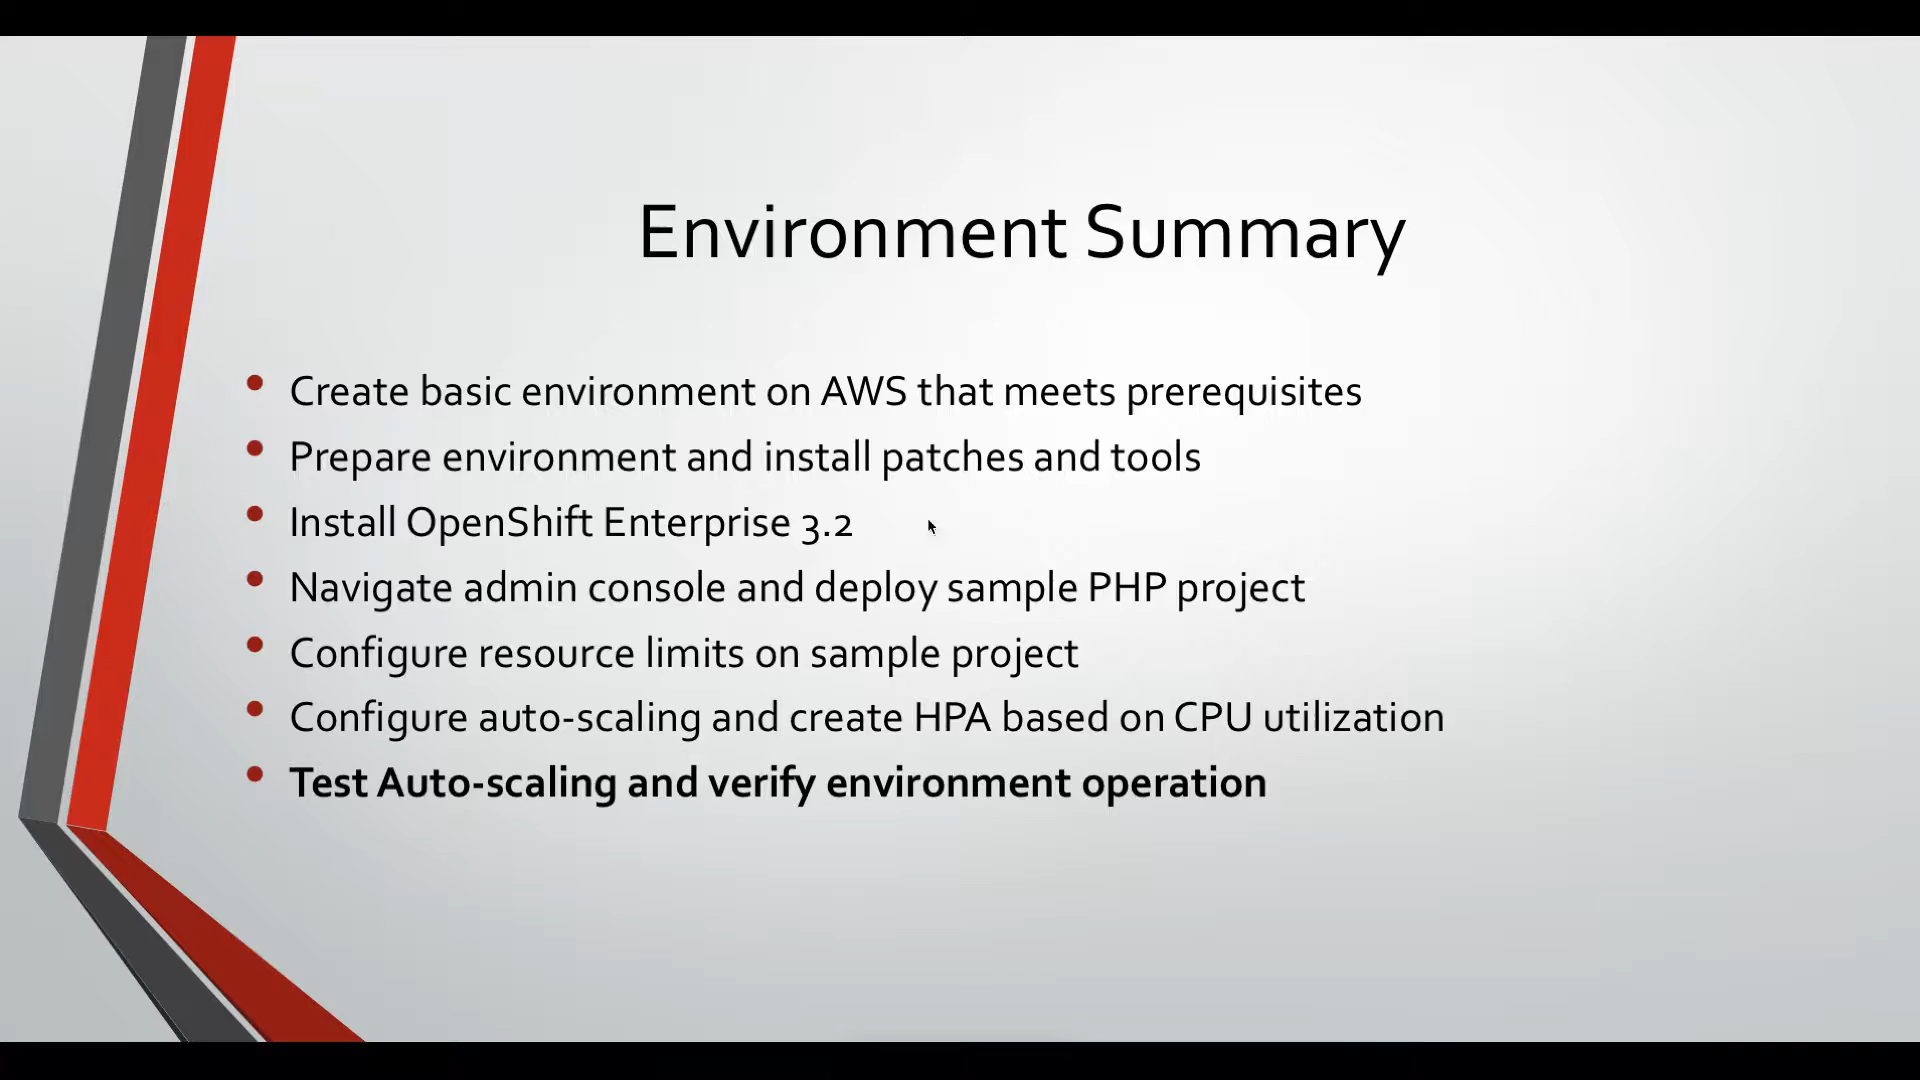 Environment Summary
Create basic environment on AWS that meets prerequisites
Prepare environment and install patches and tools
Install OpenShift Enterprise 3.2
Navigate admin console and deploy sample PHP project
Configure resource limits on sample project
Configure auto-scaling and create HPA based on CPU utilization
Test Auto-scaling and verify environment operation